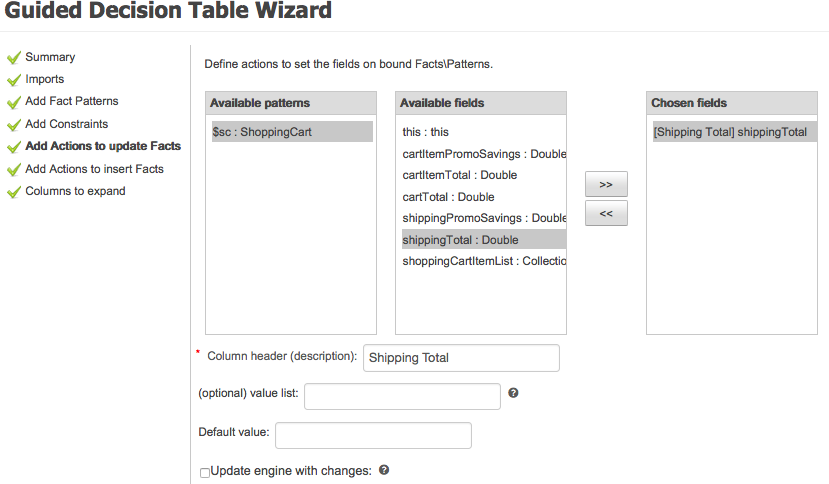 Guided Decision Table Wizard
Summary
Imports
Add Fact Patterns
Add Constraints
Add Actions to update Facts
Add Actions to insert Facts
Columns to expand
Define actions to set the fields on bound Facts\Patterns.
Available patterns
$sc : ShoppingCart
Available fields
this : this
cartItemPromoSavings : Double
cartItemTotal : Double
cartTotal : Double
shippingPromoSavings : Double
shippingTotal : Double
shoppingCartItemList : Collectio
>>
<<
Chosen fields
[Shipping Total] shippingTotal
* Column header (description): Shipping Total
(optional) value list: ?
Default value:
Update engine with changes: ?